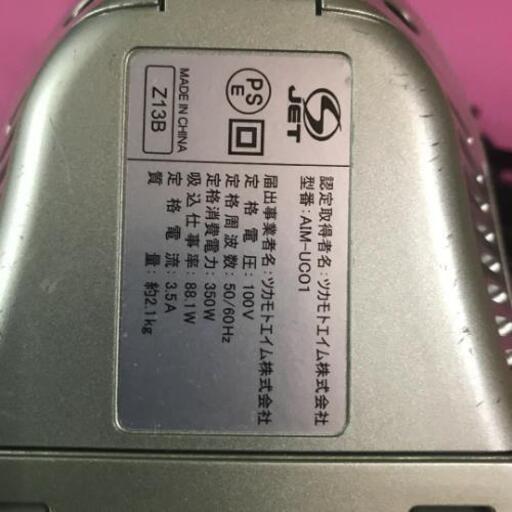 認定取得者名:ツカモトエイム株式会社
型番:AIM-UC01
届出事業者名:ツカモトエイム株式会社
定格電圧:100V
定格周波数:50/60Hz
定格消費電力:350W
吸込仕事率:88.1W
定格電流:3.5A
質量:約2.1kg
JET
PS
E
MADE IN CHINA
Z13B